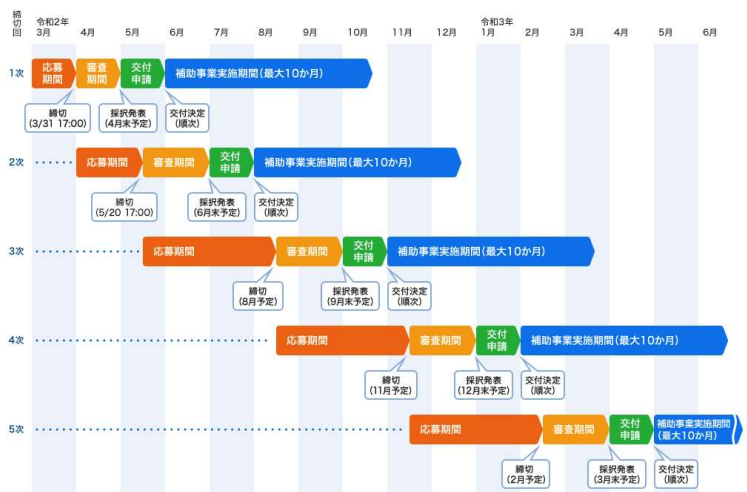 締切回
令和2年
3月 4月 5月 6月 7月 8月 9月 10月 11月 12月
令和3年
1月 2月 3月 4月 5月 6月
1次
応募
期間
審査
期間
交付
申請
補助事業実施期間(最大10か月)
締切
(3/31 17:00)
採択発表
(4月末予定)
交付決定
(順次)
2次
応募期間
審査期間
交付
申請
補助事業実施期間(最大10か月)
締切
(5/20 17:00)
採択発表
(6月末予定)
交付決定
(順次)
3次
応募期間
審査期間
交付
申請
補助事業実施期間(最大10か月)
締切
(8月予定)
採択発表
(9月末予定)
交付決定
(順次)
4次
応募期間
審査期間
交付
申請
補助事業実施期間(最大10か月)
締切
(11月予定)
採択発表
(12月末予定)
交付決定
(順次)
5次
応募期間
審査期間
交付
申請
補助事業実施期間
(最大10か月)
締切
(2月予定)
採択発表
(3月末予定)
交付決定
(順次)